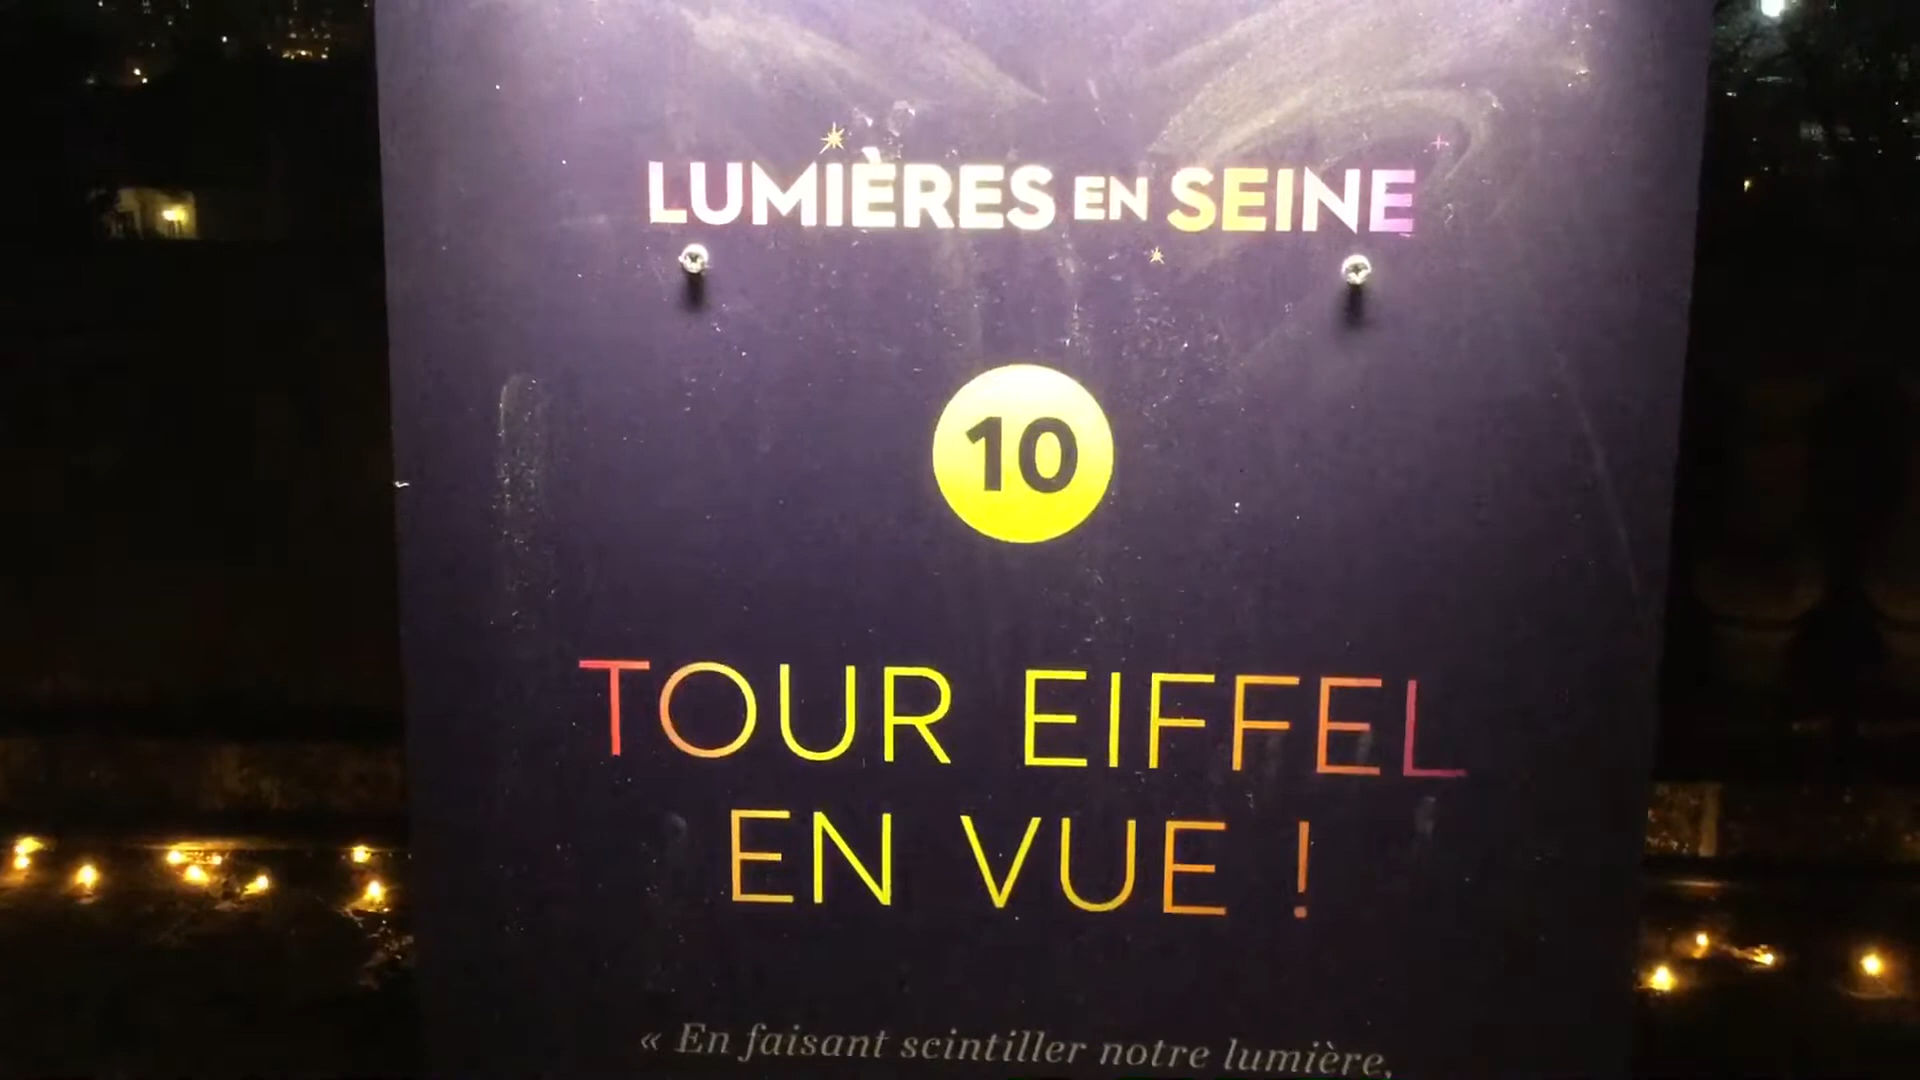 LUMIÈRES EN SEINE
10
TOUR EIFFEL
EN VUE !
« En faisant scintiller notre lumière,